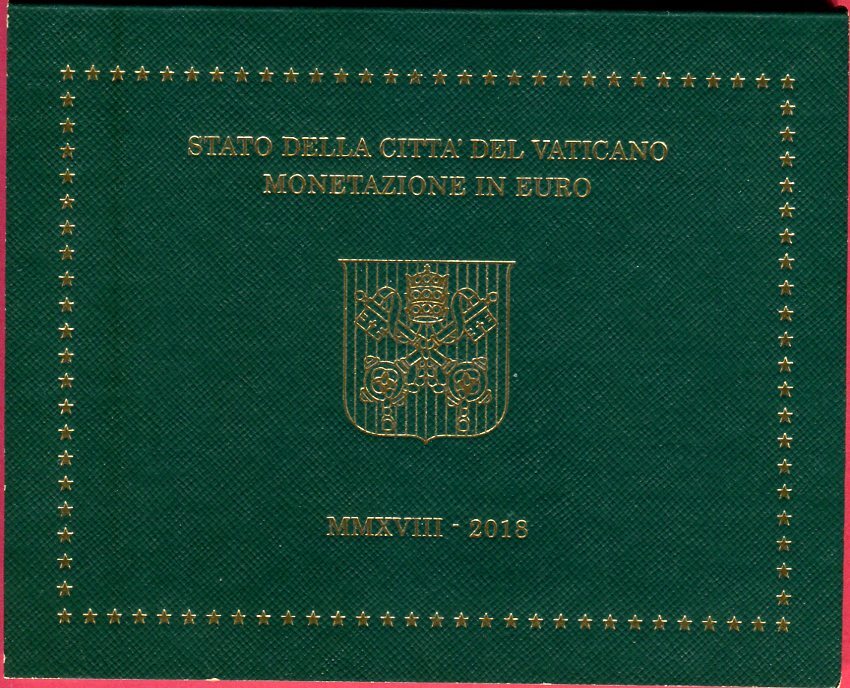 STATO DELLA CITTA' DEL VATICANO
MONETAZIONE IN EURO
MMXVIII - 2018